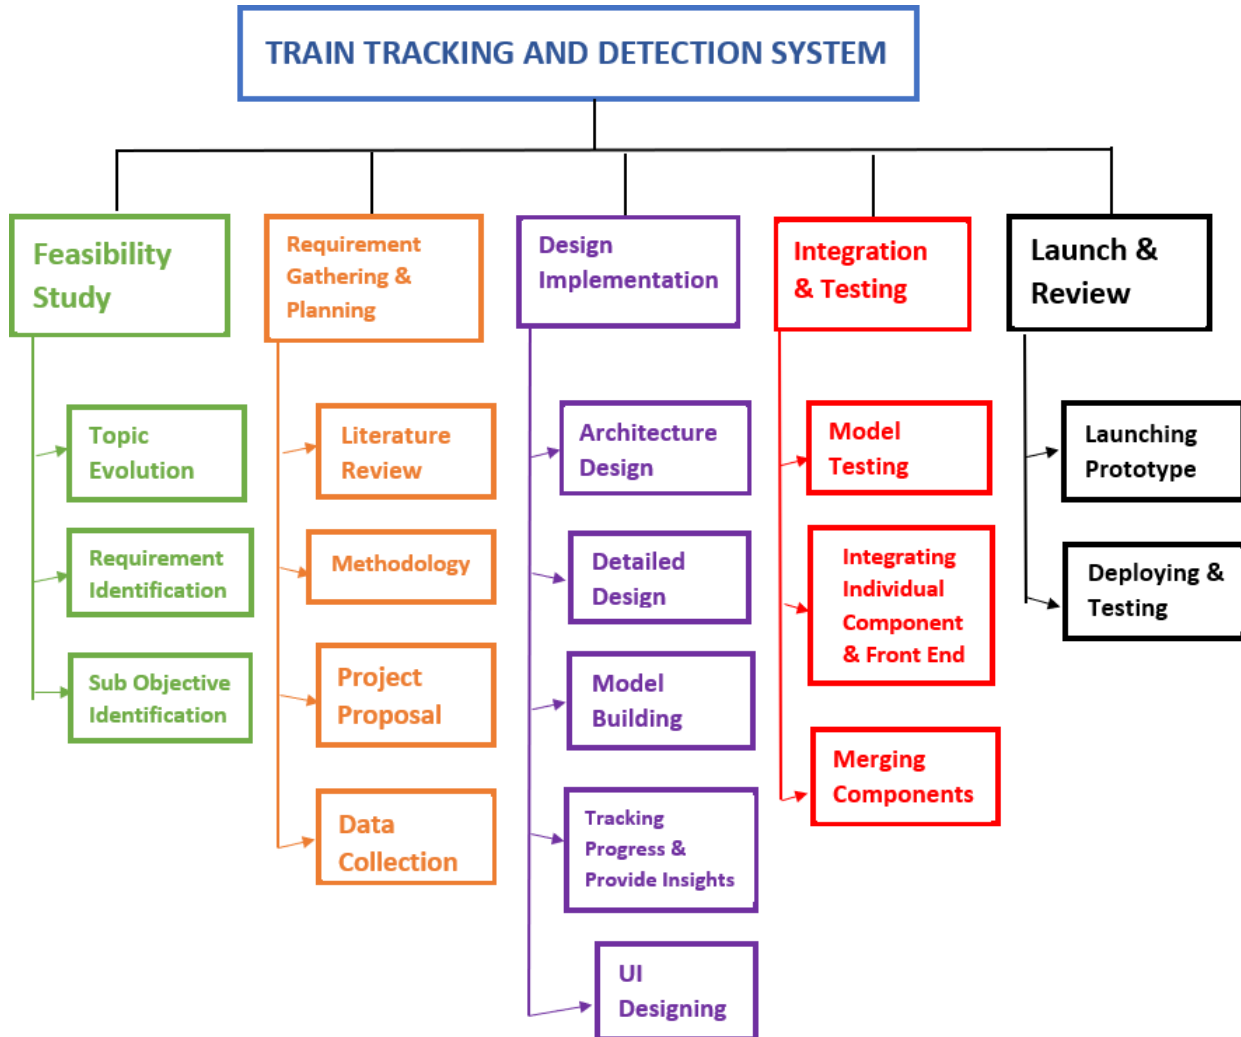 TRAIN TRACKING AND DETECTION SYSTEM
Feasibility
Study
Topic
Evolution
Requirement
Identification
Sub Objective
Identification
Requirement
Gathering &
Planning
Literature
Review
Methodology
Project
Proposal
Data
Collection
Design
Implementation
Architecture
Design
Detailed
Design
Model
Building
Tracking
Progress &
Provide Insights
UI
Designing
Integration
& Testing
Model
Testing
Integrating
Individual
Component
& Front End
Merging
Components
Launch &
Review
Launching
Prototype
Deploying &
Testing